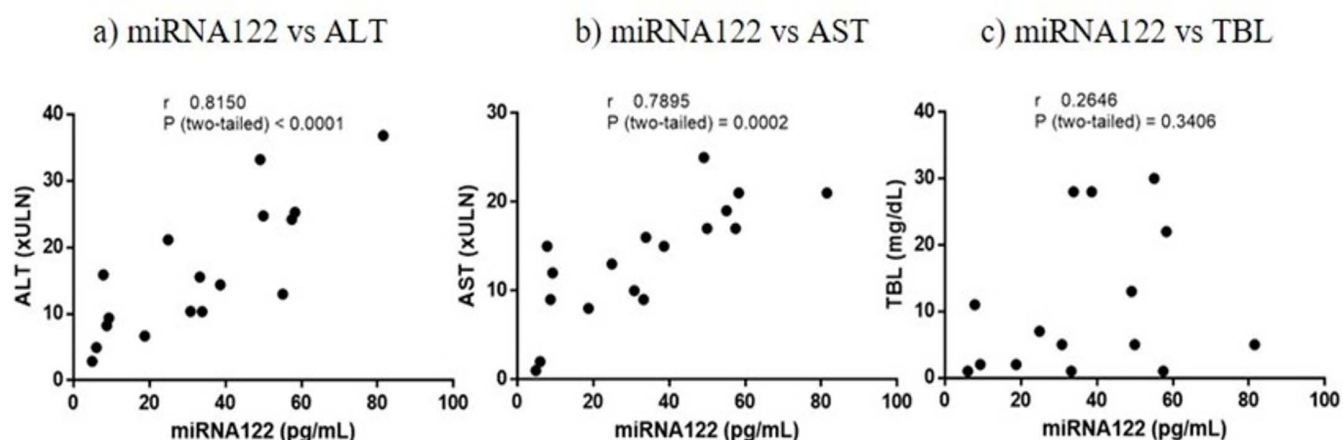 a) miRNA122 vs ALT
r 0.8150
P (two-tailed) < 0.0001
ALT (xULN)
40
30
20
10
0
0 20 40 60 80 100
miRNA122 (pg/mL)
b) miRNA122 vs AST
r 0.7895
P (two-tailed) = 0.0002
AST (xULN)
30
20
10
0
0 20 40 60 80 100
miRNA122 (pg/mL)
c) miRNA122 vs TBL
r 0.2646
P (two-tailed) = 0.3406
TBL (mg/dL)
40
30
20
10
0
0 20 40 60 80 100
miRNA122 (pg/mL)